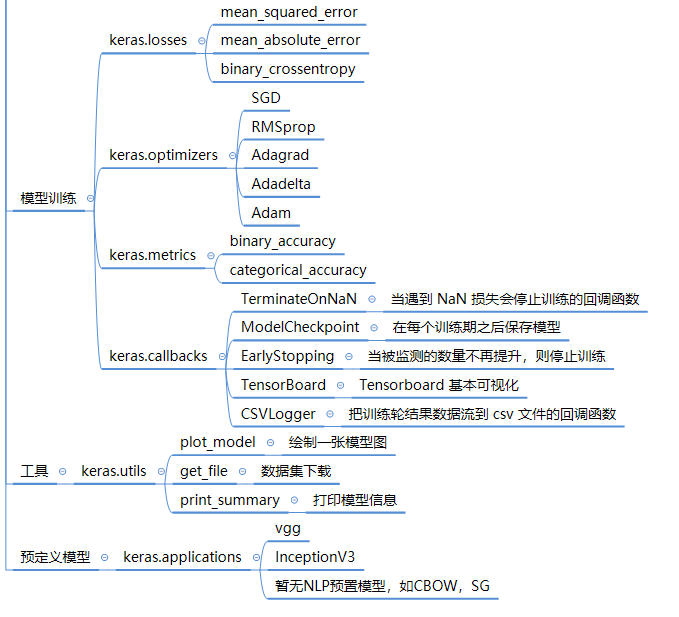 模型训练
keras.losses
mean_squared_error
mean_absolute_error
binary_crossentropy
keras.optimizers
SGD
RMSprop
Adagrad
Adadelta
Adam
keras.metrics
binary_accuracy
categorical_accuracy
keras.callbacks
TerminateOnNaN 当遇到 NaN 损失会停止训练的回调函数
ModelCheckpoint 在每个训练期之后保存模型
EarlyStopping 当被监测的数量不再提升，则停止训练
TensorBoard Tensorboard 基本可视化
CSVLogger 把训练轮结果数据流到 csv 文件的回调函数
工具 keras.utils
plot_model 绘制一张模型图
get_file 数据集下载
print_summary 打印模型信息
预定义模型 keras.applications
vgg
InceptionV3
暂无NLP预置模型，如CBOW，SG